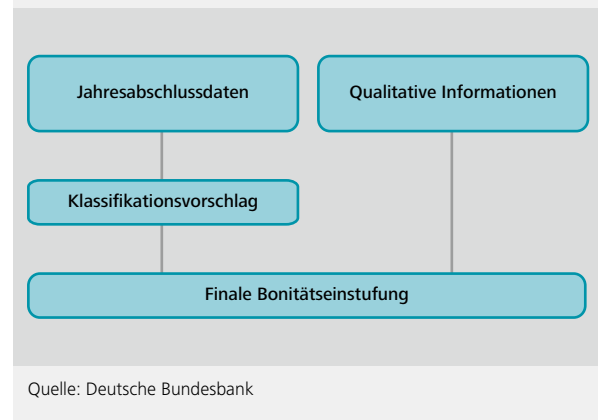 Jahresabschlussdaten
Qualitative Informationen
Klassifikationsvorschlag
Finale Bonitätseinstufung
Quelle: Deutsche Bundesbank